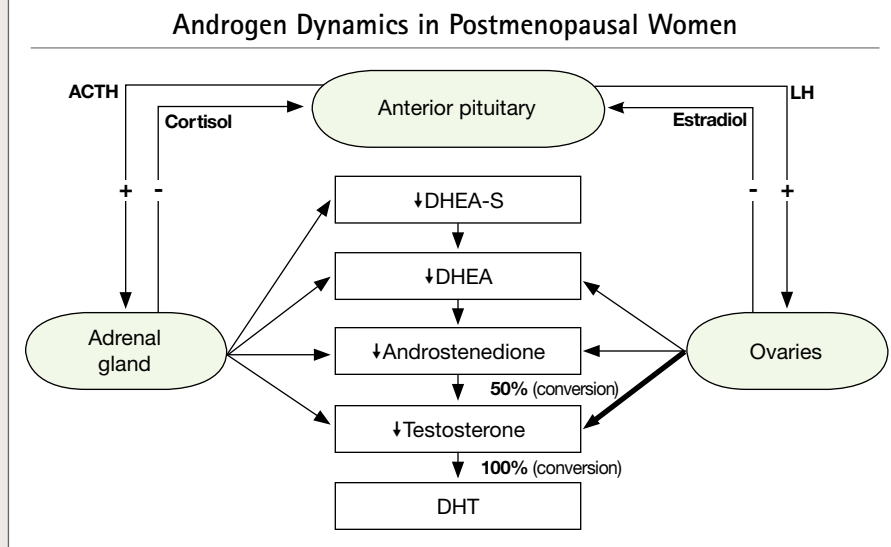 Androgen Dynamics in Postmenopausal Women
ACTH
Anterior pituitary
LH
Cortisol
Estradiol
+
-
-
+
↓DHEA-S
↓DHEA
Adrenal
gland
↓Androstenedione
Ovaries
50% (conversion)
↓Testosterone
100% (conversion)
DHT